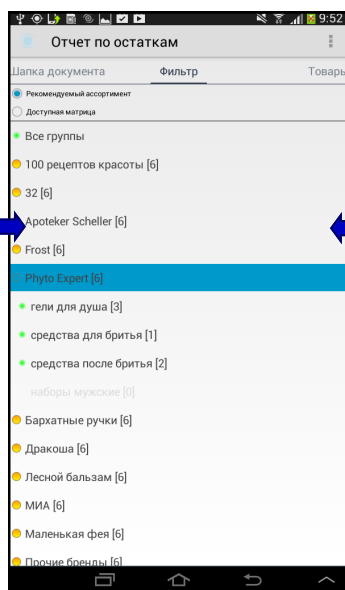 9:52
Отчет по остаткам
Шапка документа Фильтр Товары
Рекомендуемый ассортимент
Доступная матрица
Все группы
100 рецептов красоты [6]
32 [6]
Apoteker Scheller [6]
Frost [6]
Phyto Expert [6]
гели для душа [3]
средства для бритья [1]
средства после бритья [2]
наборы мужские [0]
Бархатные ручки [6]
Дракоша [6]
Лесной бальзам [6]
МИА [6]
Маленькая фея [6]
Прочие бренды [6]